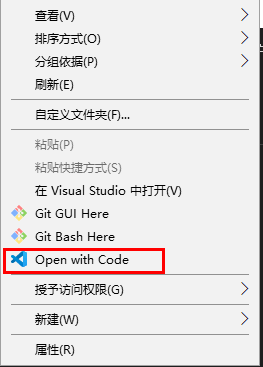 查看(V)
排序方式(O)
分组依据(P)
刷新(E)
自定义文件夹(F)...
粘贴(P)
粘贴快捷方式(S)
在 Visual Studio 中打开(V)
Git GUI Here
Git Bash Here
Open with Code
授予访问权限(G)
新建(W)
属性(R)